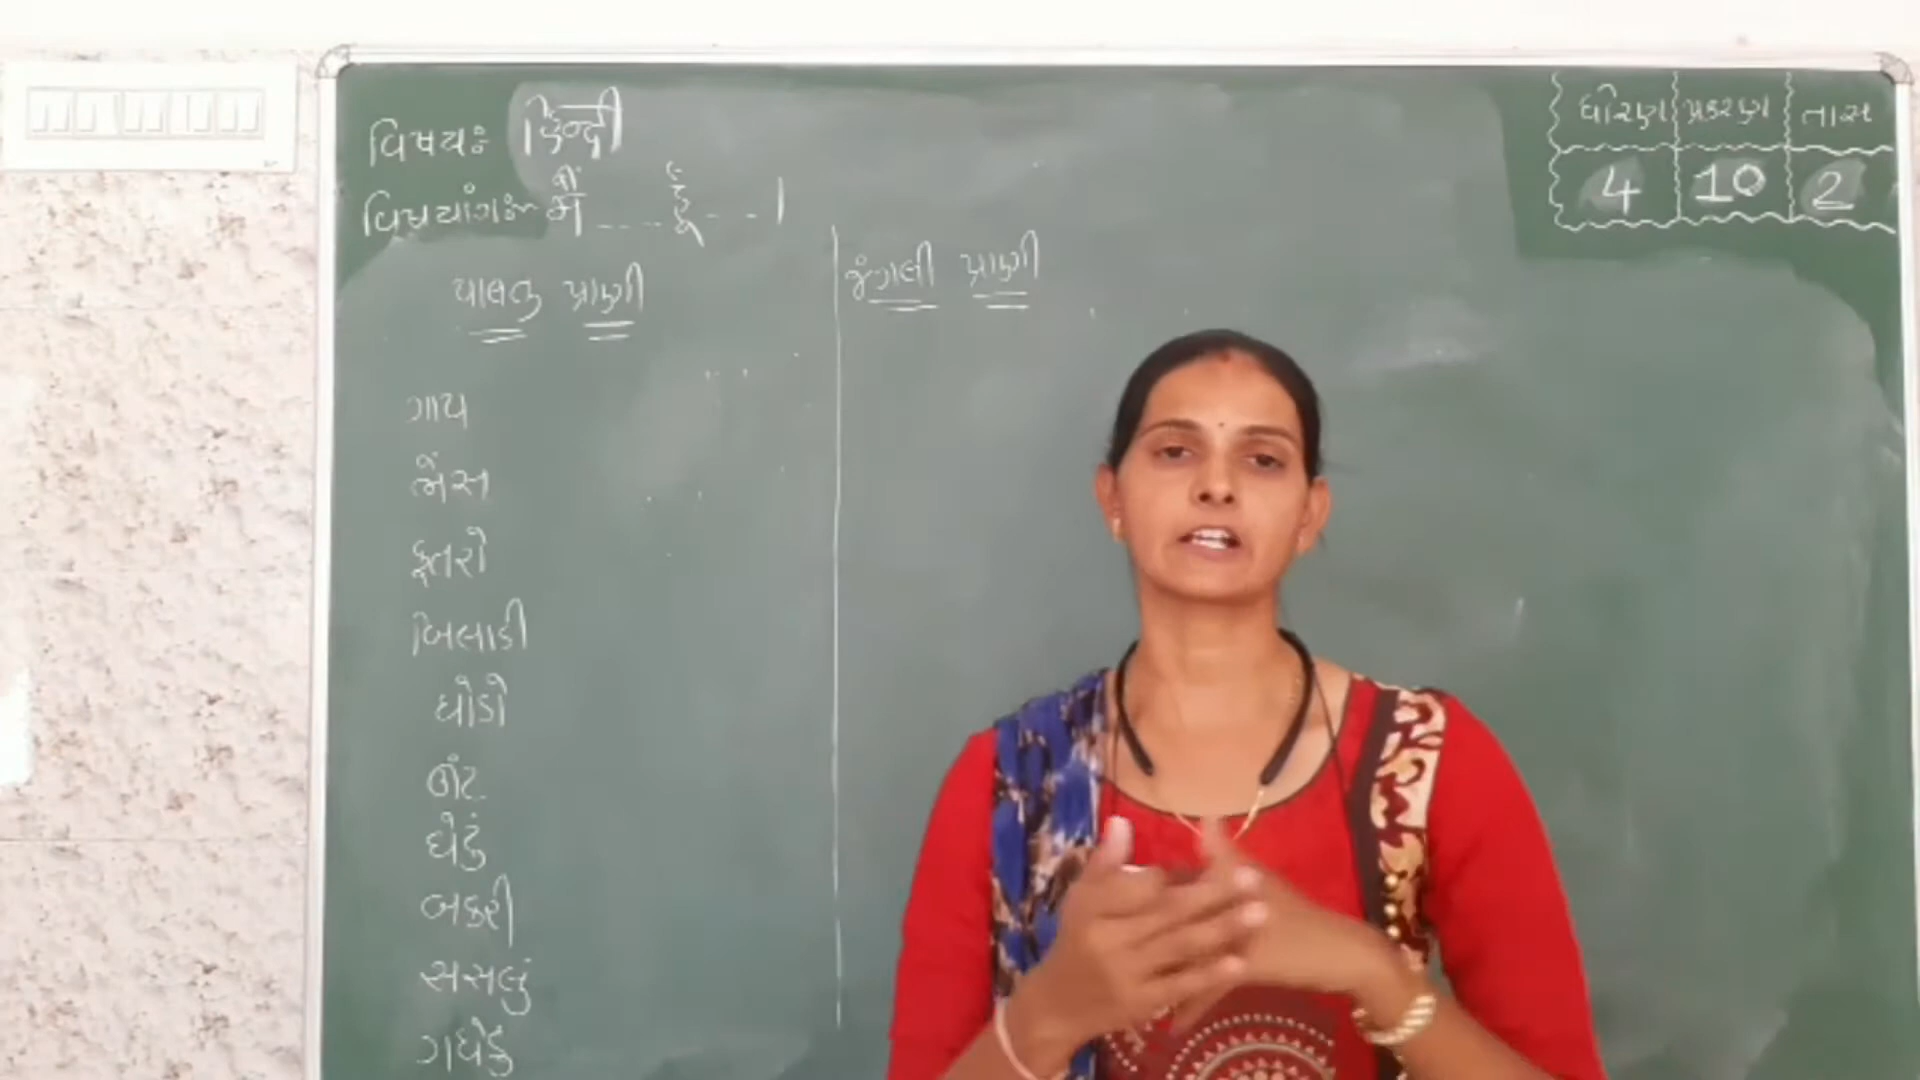 વિષય: हिन्दी
વિષયાંગ:- मैं ---- हूँ ---।
ધોરણ પ્રકરણ તાસ
4 10 2
પાલતુ પ્રાણી
જંગલી પ્રાણી
ગાય
ભેંસ
કૂતરો
બિલાડી
ઘોડો
ઊંટ
ઘેટું
બકરી
સસલું
ગધેડું